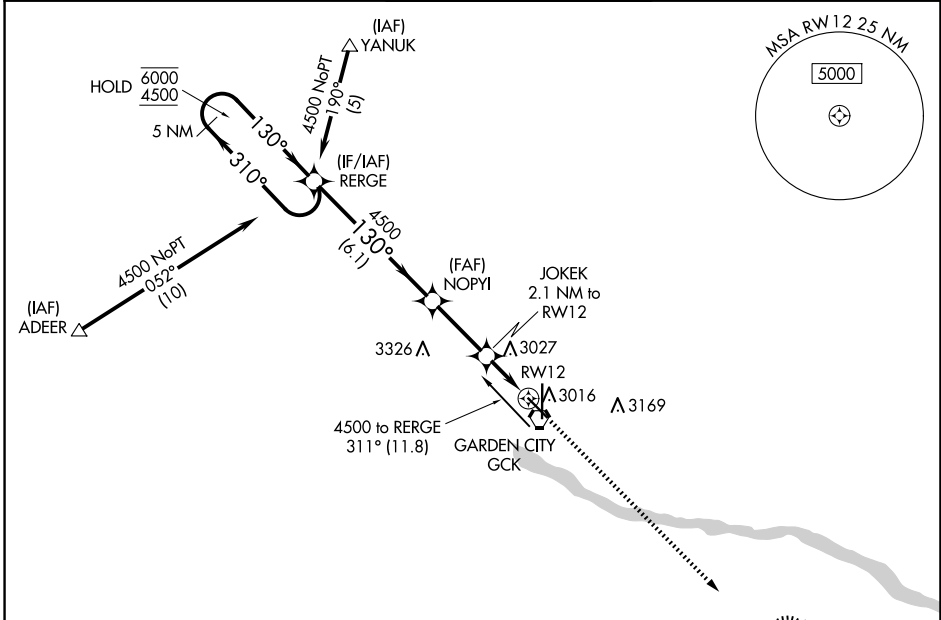 (IAF)
YANUK
MSA RW12 25 NM
5000
HOLD 6000
4500
5 NM
4500 NoPT
190°
(5)
130°
310°
(IF/IAF)
RERGE
4500
130°
(6.1)
4500 NoPT
052°
(10)
(IAF)
ADEER
(FAF)
NOPYI
JOKEK
2.1 NM to
RW12
3326
3027
RW12
3016
3169
4500 to RERGE
311° (11.8)
GARDEN CITY
GCK